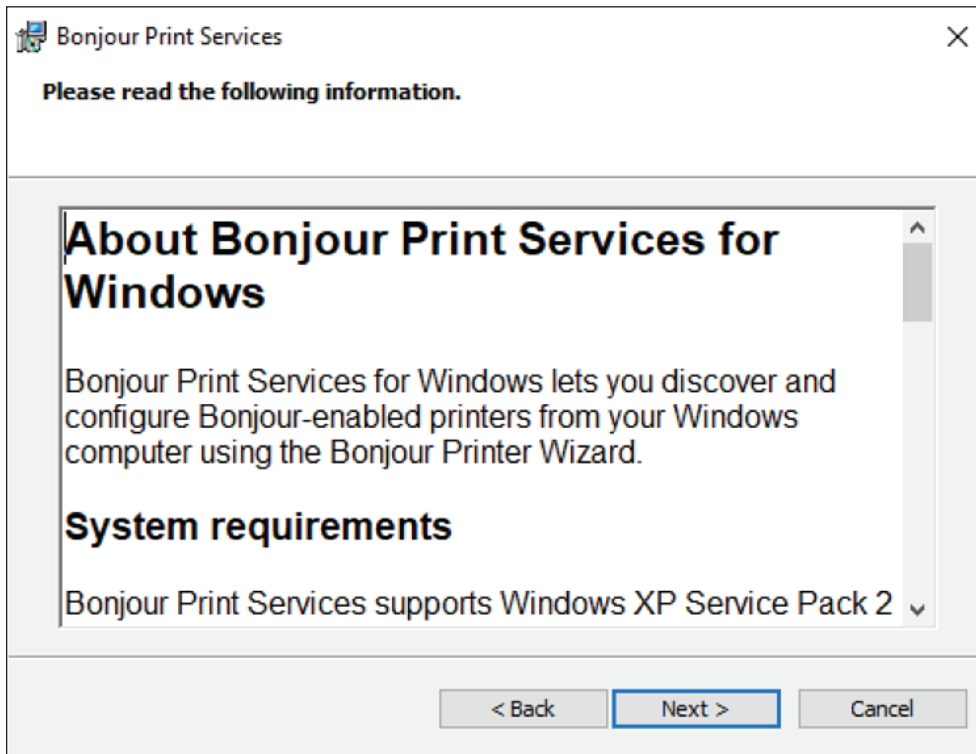 Bonjour Print Services
Please read the following information.
About Bonjour Print Services for
Windows
Bonjour Print Services for Windows lets you discover and
configure Bonjour-enabled printers from your Windows
computer using the Bonjour Printer Wizard.
System requirements
Bonjour Print Services supports Windows XP Service Pack 2
< Back Next > Cancel